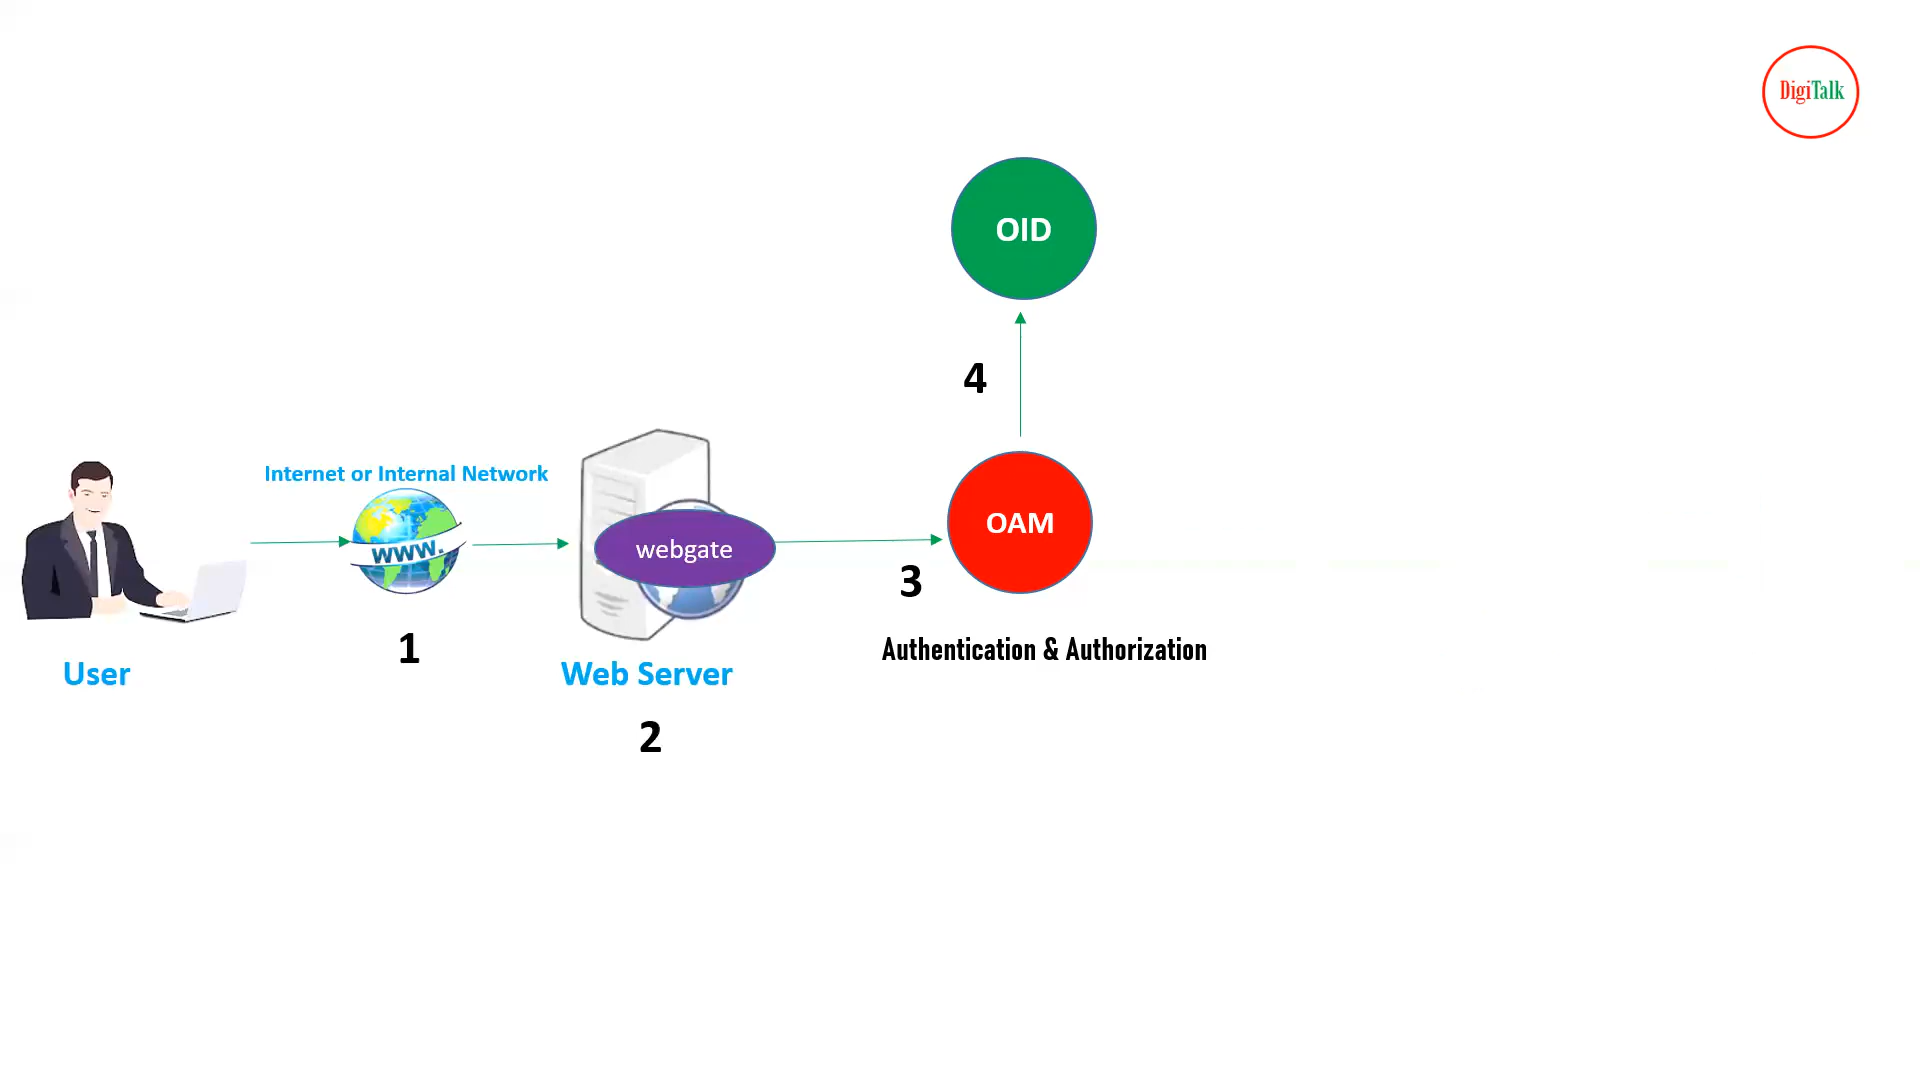 DigiTalk
OID
4
Internet or Internal Network
www.
webgate
OAM
3
1
Authentication & Authorization
User
Web Server
2